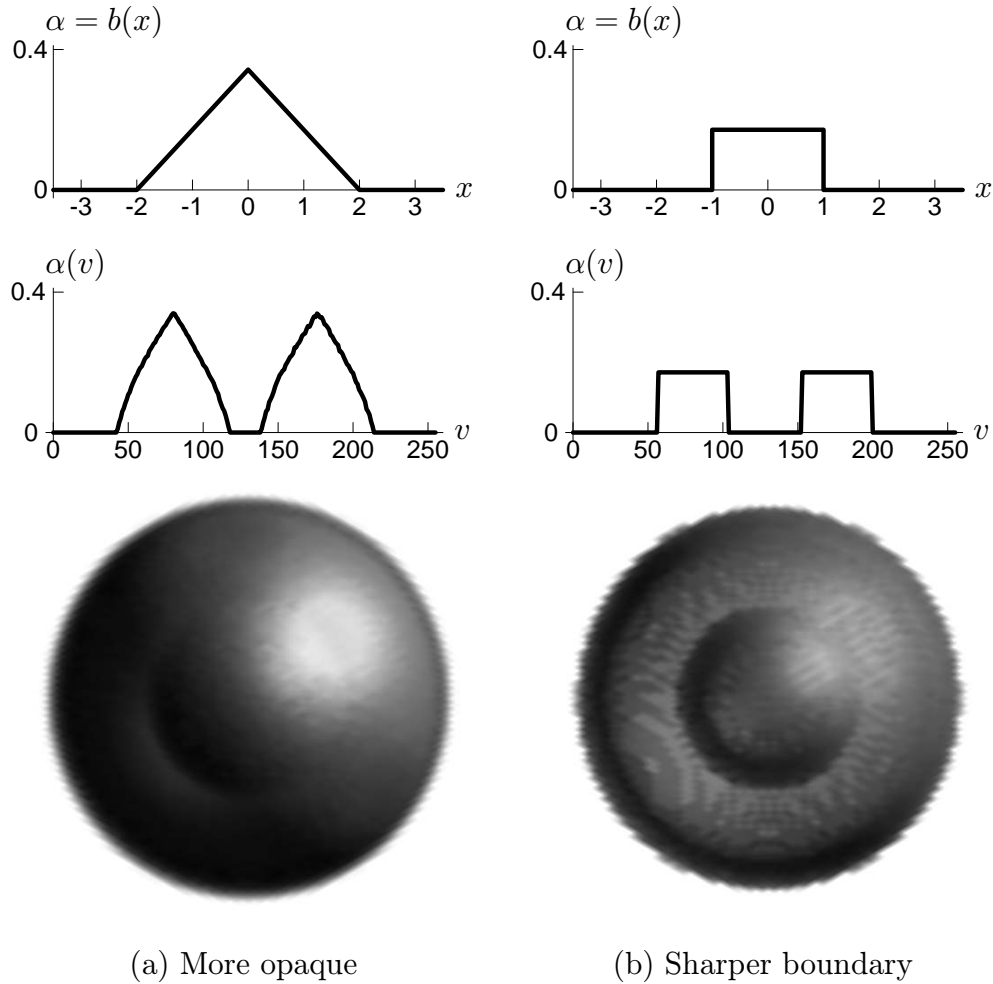 α = b(x)
0.4
0
-3 -2 -1 0 1 2 3 x
α(v)
0.4
0
0 50 100 150 200 250 v
(a) More opaque
α = b(x)
0.4
0
-3 -2 -1 0 1 2 3 x
α(v)
0.4
0
0 50 100 150 200 250 v
(b) Sharper boundary